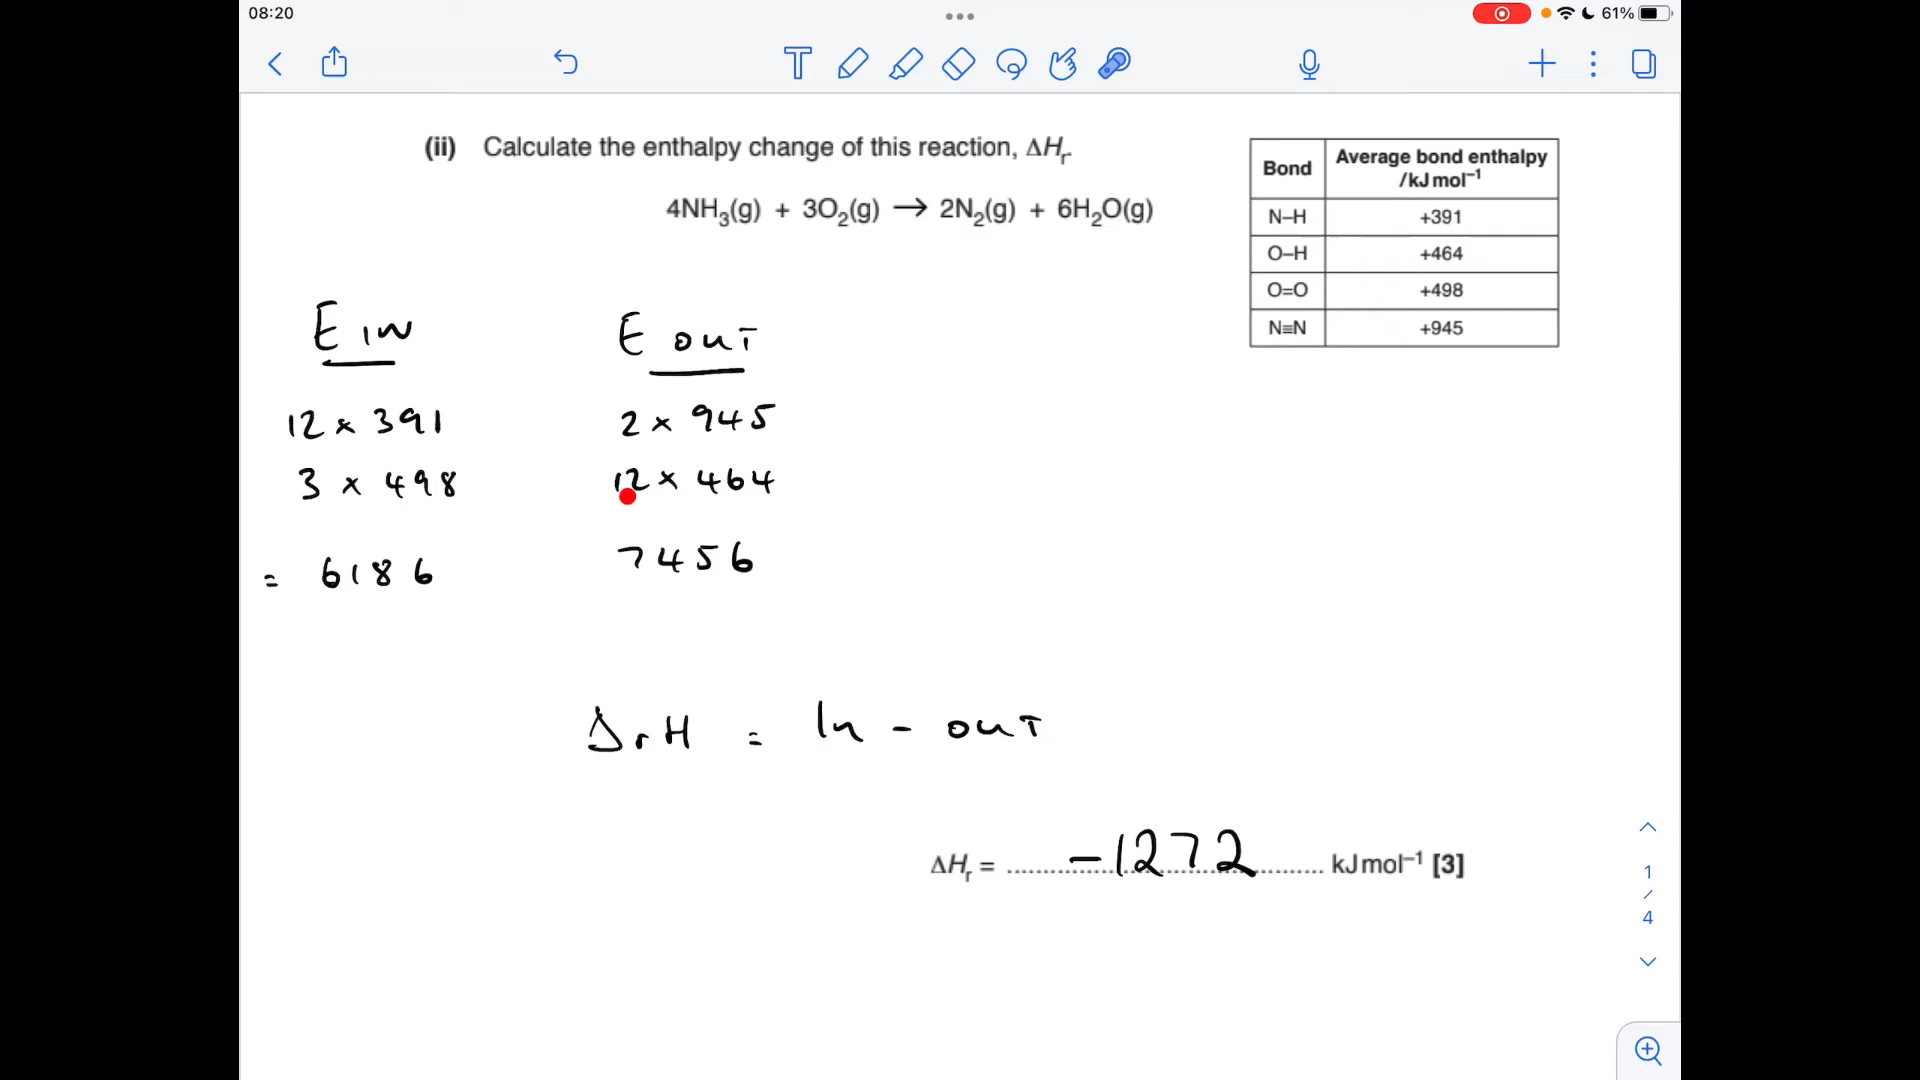 08:20
61%
(ii) Calculate the enthalpy change of this reaction, ΔHᵣ.
4NH₃(g) + 3O₂(g) → 2N₂(g) + 6H₂O(g)
Bond Average bond enthalpy /kJ mol⁻¹
N–H +391
O–H +464
O=O +498
N≡N +945
E IN E OUT
12 × 391 2 × 945
3 × 498 12 × 464
= 6186 7456
ΔrH = In - OUT
ΔHᵣ = ...... -1272 ...... kJ mol⁻¹ [3]
1
/
4